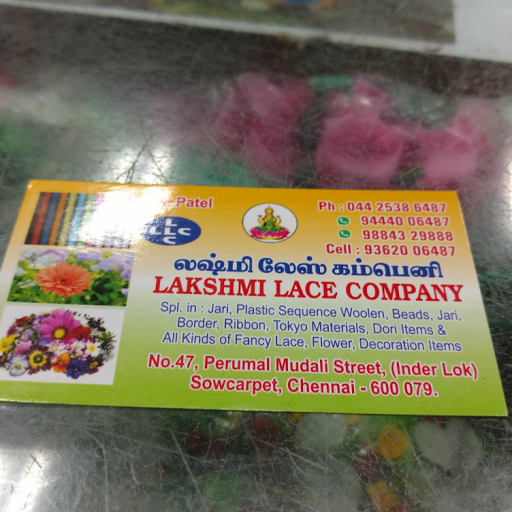 Patel
LLC
L
LLC
C
Ph : 044 2538 6487
94440 06487
98843 29888
Cell : 93620 06487
லஷ்மி லேஸ் கம்பெனி
LAKSHMI LACE COMPANY
Spl. in : Jari, Plastic Sequence Woolen, Beads, Jari,
Border, Ribbon, Tokyo Materials, Dori Items &
All Kinds of Fancy Lace, Flower, Decoration Items
No.47, Perumal Mudali Street, (Inder Lok)
Sowcarpet, Chennai - 600 079.